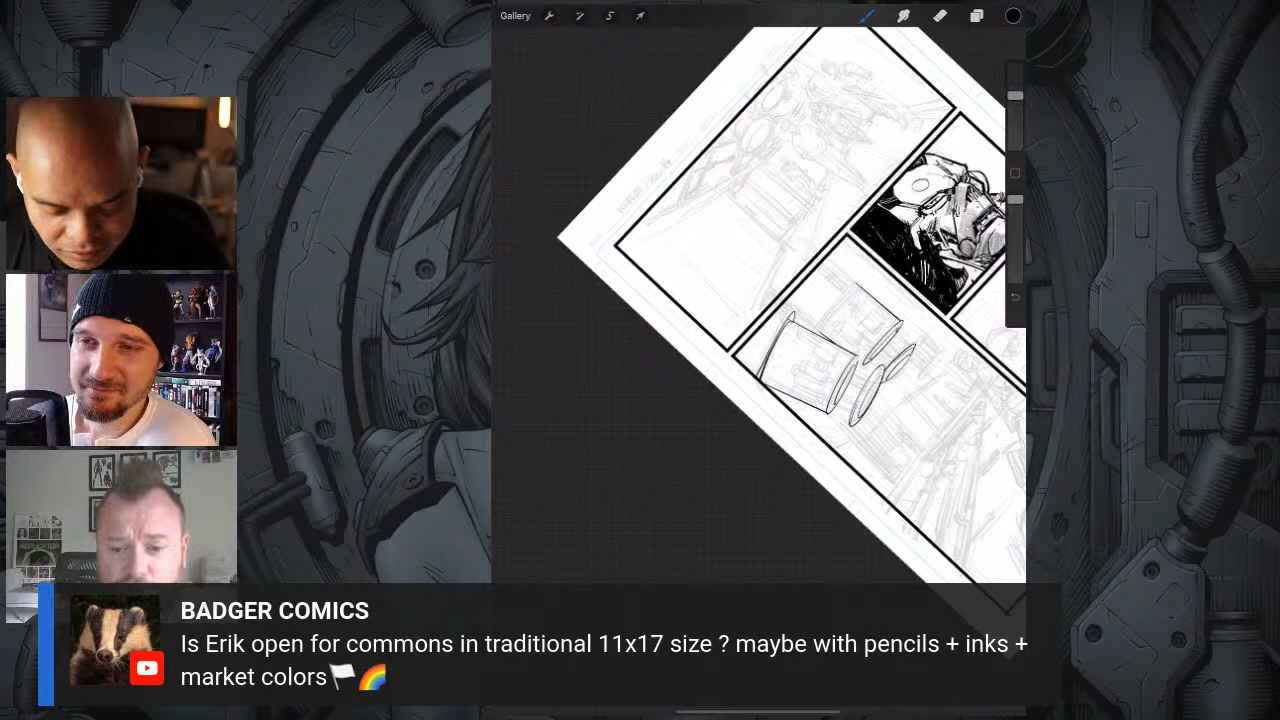 Gallery
BADGER COMICS
Is Erik open for commons in traditional 11x17 size ? maybe with pencils + inks +
market colors🏳️🌈